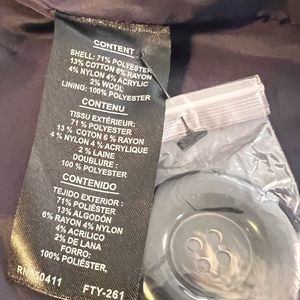 CONTENT
SHELL: 71% POLYESTER
13% COTTON 6% RAYON
4% NYLON 4% ACRYLIC
2% WOOL
LINING: 100% POLYESTER
CONTENU
TISSU EXTÉRIEUR:
71 % POLYESTER
13 % COTON 6 % RAYON
4 % NYLON 4 % ACRYLIQUE
2 % LAINE
DOUBLURE :
100 % POLYESTER
CONTENIDO
TEJIDO EXTERIOR :
71% POLIÉSTER
13% ALGODÓN
6% RAYÓN 4% NYLON
4% ACRILICO
2% DE LANA
FORRO:
100% POLIÉSTER,
FTY-261